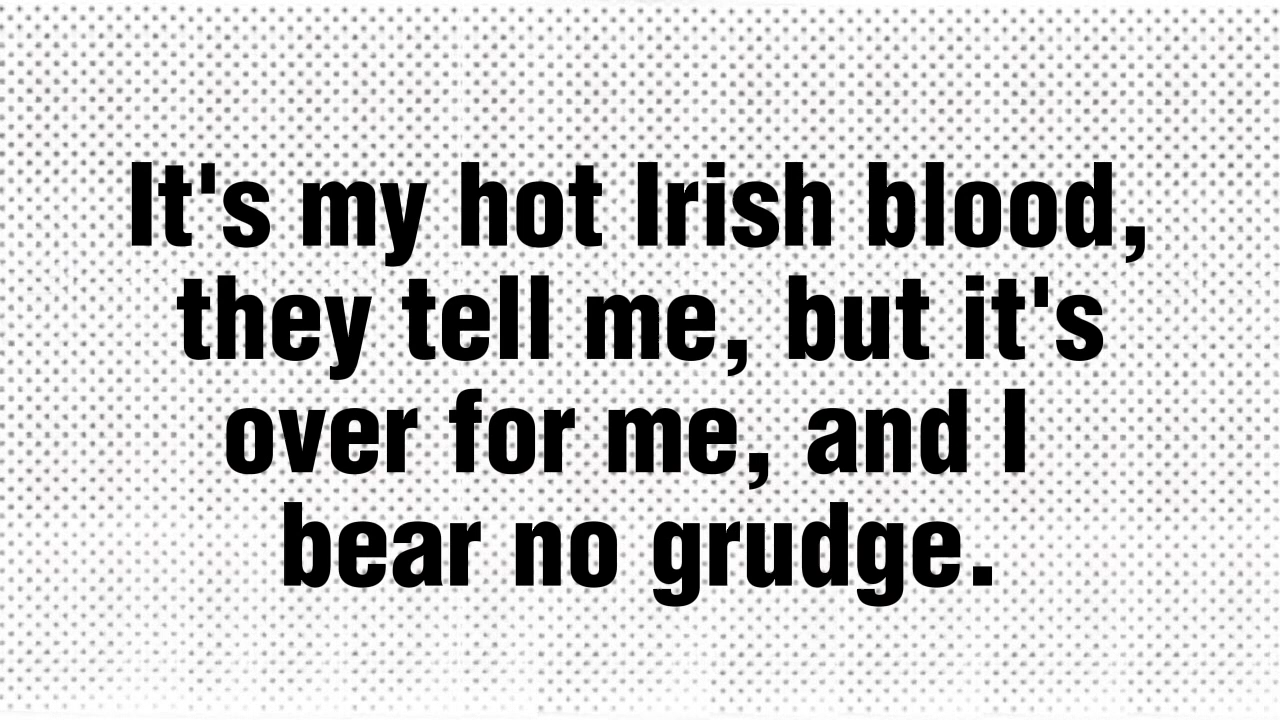 It's my hot Irish blood,
they tell me, but it's
over for me, and I
bear no grudge.